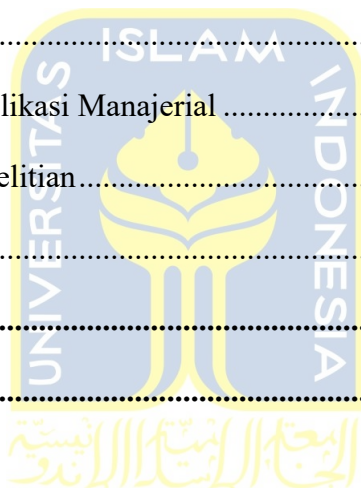 ................................................
ISLAM
likasi Manajerial ....................
elitian.......................................
UNIVERSITAS
INDONESIA
................................................
................................................
................................................